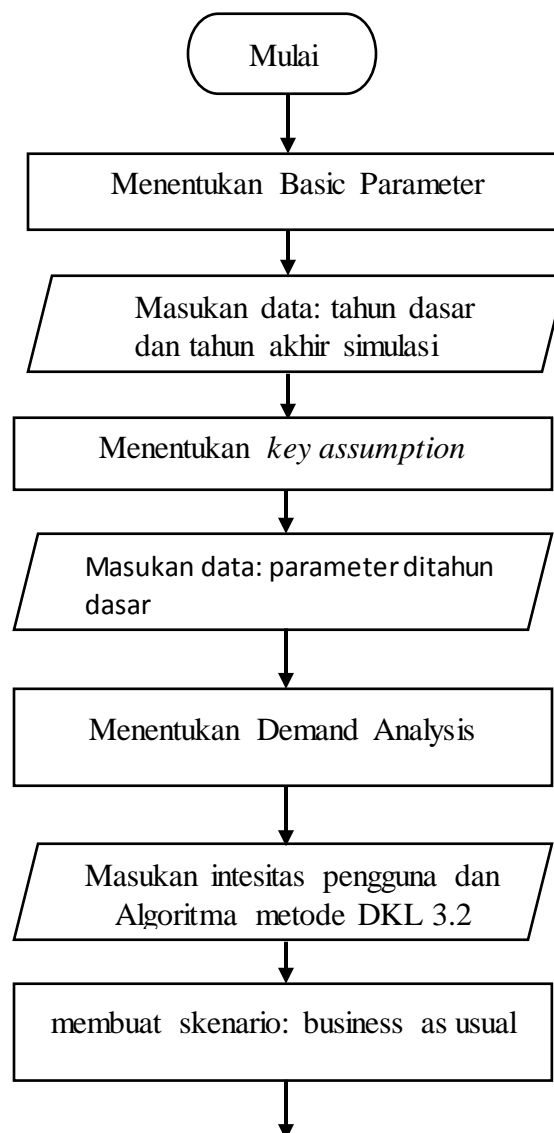 Mulai
Menentukan Basic Parameter
Masukan data: tahun dasar
dan tahun akhir simulasi
Menentukan key assumption
Masukan data: parameter ditahun
dasar
Menentukan Demand Analysis
Masukan intesitas pengguna dan
Algoritma metode DKL 3.2
membuat skenario: business as usual